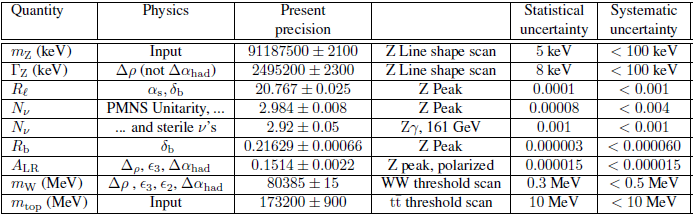 Quantity Physics Present precision Statistical uncertainty Systematic uncertainty
m_Z (keV) Input 91187500 ± 2100 Z Line shape scan 5 keV < 100 keV
Γ_Z (keV) Δρ (not Δα_had) 2495200 ± 2300 Z Line shape scan 8 keV < 100 keV
R_ℓ α_s, δ_b 20.767 ± 0.025 Z Peak 0.0001 < 0.001
N_ν PMNS Unitarity, ... 2.984 ± 0.008 Z Peak 0.00008 < 0.004
N_ν ... and sterile ν's 2.92 ± 0.05 Zγ, 161 GeV 0.001 < 0.001
R_b δ_b 0.21629 ± 0.00066 Z Peak 0.000003 < 0.000060
A_LR Δρ, ϵ_3, Δα_had 0.1514 ± 0.0022 Z peak, polarized 0.000015 < 0.000015
m_W (MeV) Δρ , ϵ_3, ϵ_2, Δα_had 80385 ± 15 WW threshold scan 0.3 MeV < 0.5 MeV
m_top (MeV) Input 173200 ± 900 tt̄ threshold scan 10 MeV < 10 MeV